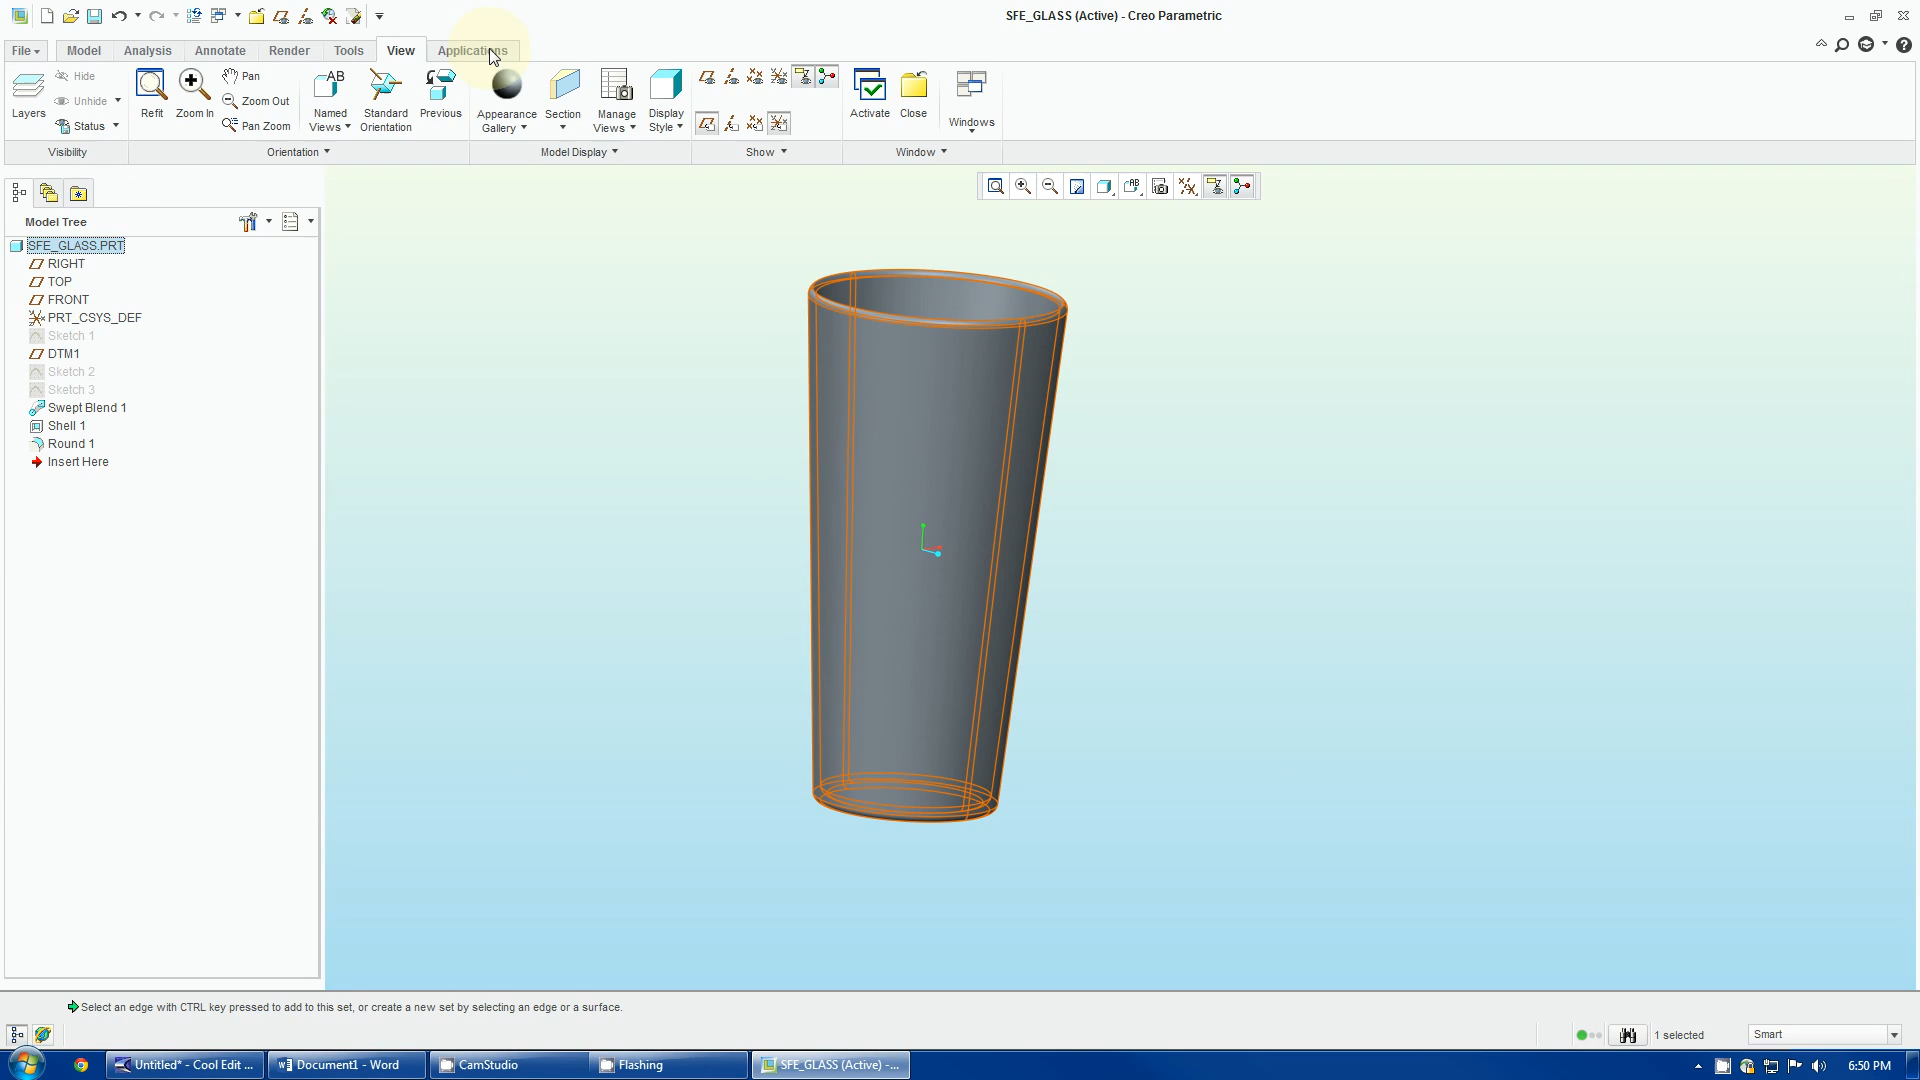 SFE_GLASS (Active) - Creo Parametric
File Model Analysis Annotate Render Tools View Applications
Layers
Hide
Unhide
Status
Visibility
Refit
Zoom In
Pan
Zoom Out
Pan Zoom
Named Views
Standard Orientation
Previous
Orientation
Appearance Gallery
Section
Manage Views
Display Style
Model Display
Show
Activate
Close
Windows
Window
Model Tree
SFE_GLASS.PRT
RIGHT
TOP
FRONT
PRT_CSYS_DEF
Sketch 1
DTM1
Sketch 2
Sketch 3
Swept Blend 1
Shell 1
Round 1
Insert Here
Select an edge with CTRL key pressed to add to this set, or create a new set by selecting an edge or a surface.
1 selected
Smart
Untitled* - Cool Edit ...
Document1 - Word
CamStudio
Flashing
SFE_GLASS (Active) -...
6:50 PM